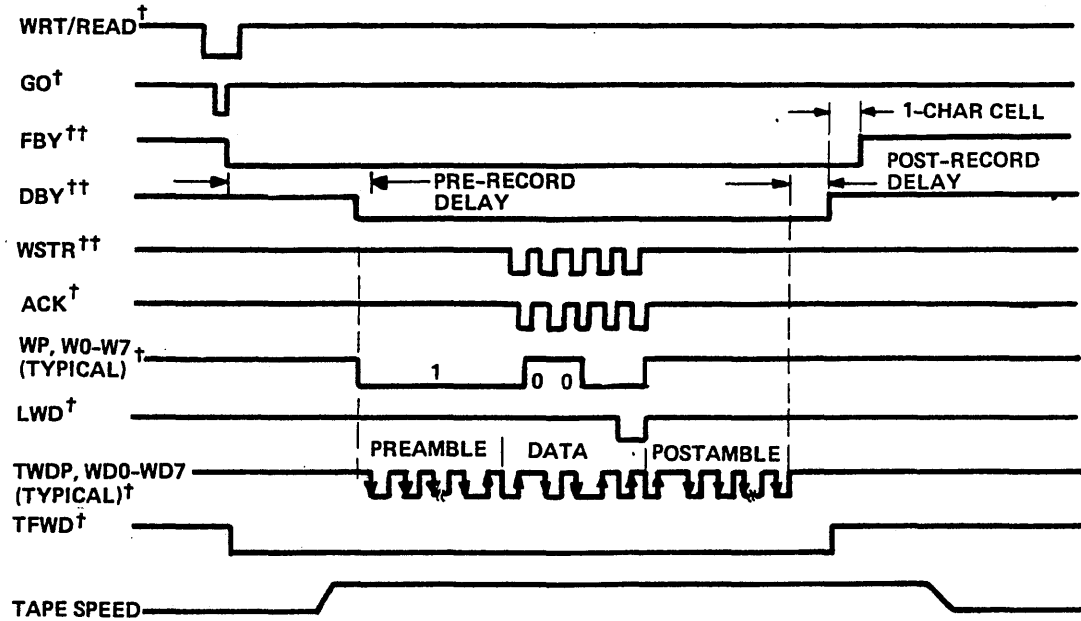 WRT/READ†
GO†
1-CHAR CELL
FBY††
POST-RECORD
DELAY
PRE-RECORD
DELAY
DBY††
WSTR††
ACK†
WP, W0-W7 †
(TYPICAL)
1
0 0
LWD†
PREAMBLE DATA POSTAMBLE
TWDP, WD0-WD7
(TYPICAL)†
TFWD†
TAPE SPEED